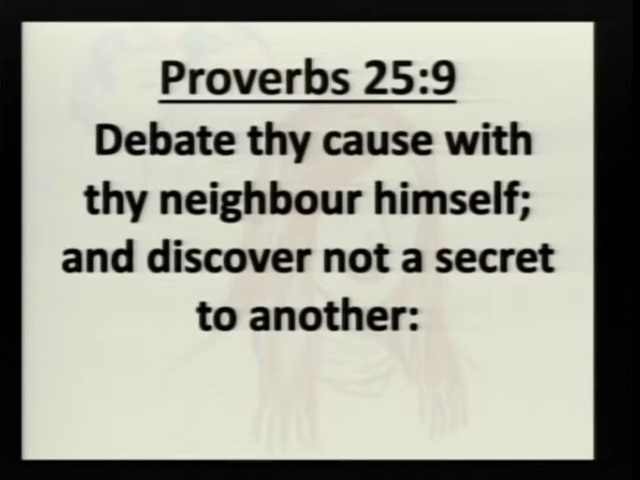 Proverbs 25:9
Debate thy cause with
thy neighbour himself;
and discover not a secret
to another: